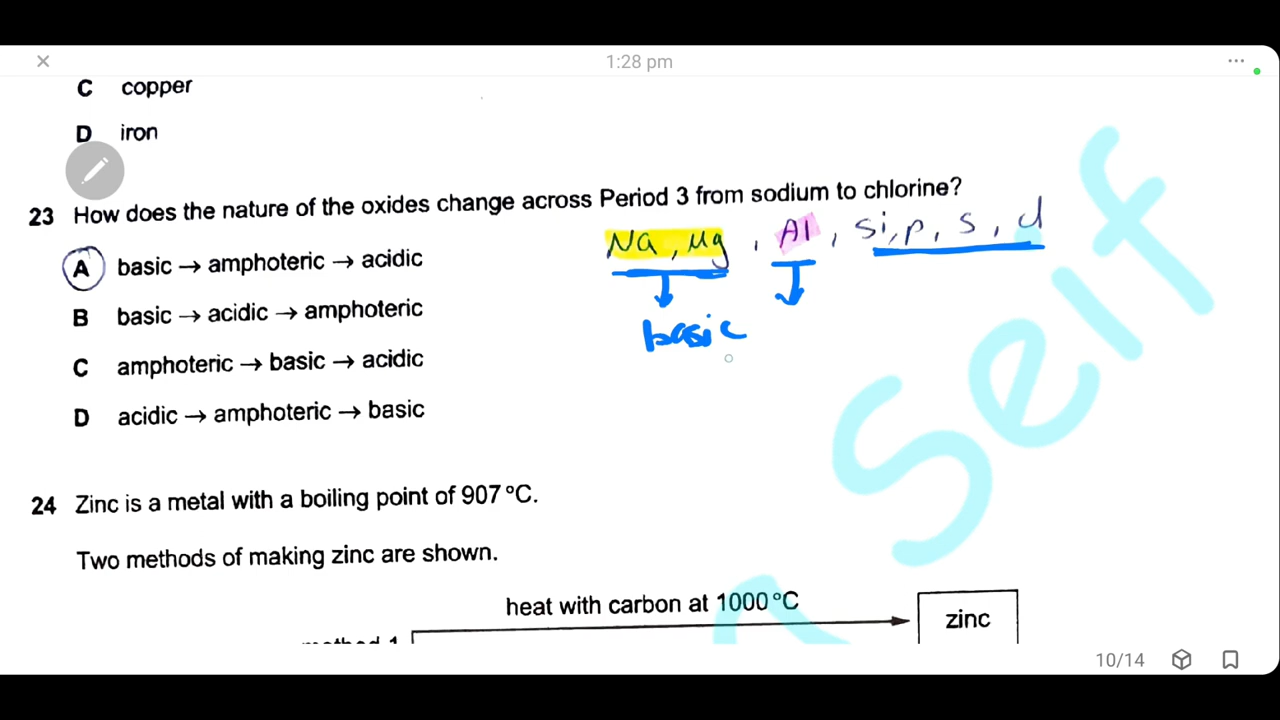 1:28 pm
C copper
D iron
23 How does the nature of the oxides change across Period 3 from sodium to chlorine?
Na, Mg, Al, Si, P, S, Cl
A basic → amphoteric → acidic
B basic → acidic → amphoteric
basic
C amphoteric → basic → acidic
D acidic → amphoteric → basic
Self
24 Zinc is a metal with a boiling point of 907 °C.
Two methods of making zinc are shown.
heat with carbon at 1000 °C
zinc
10/14